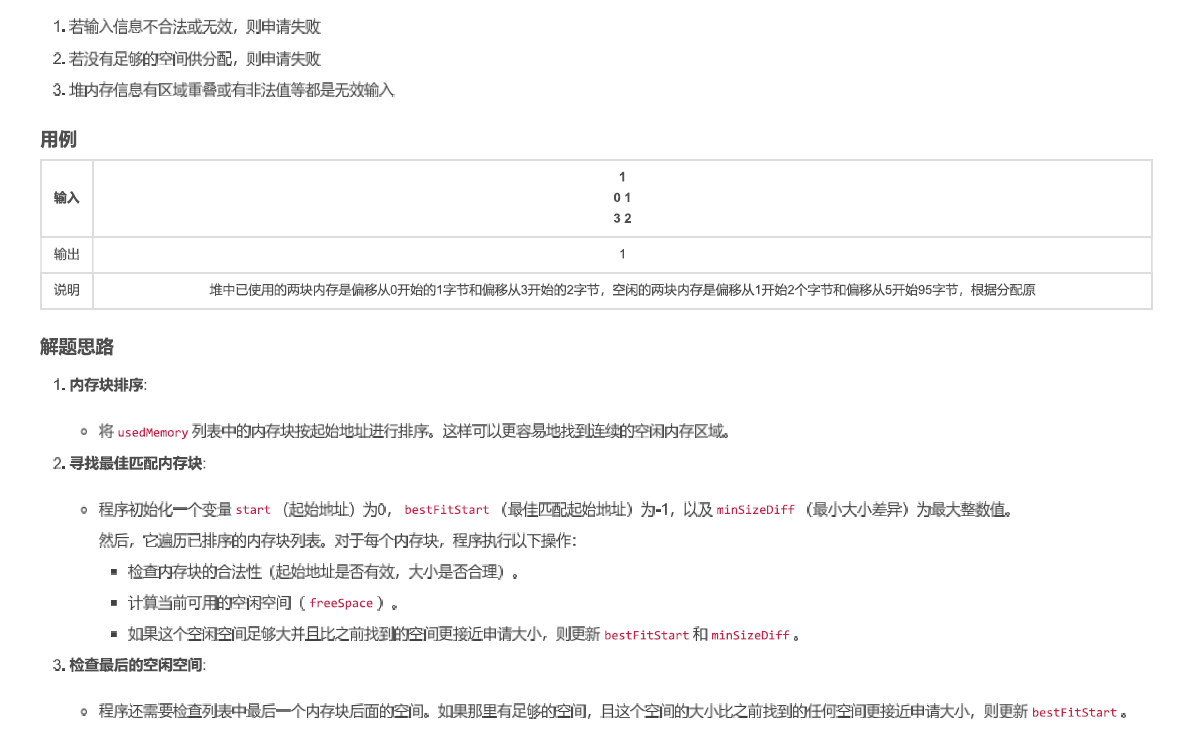 1. 若输入信息不合法或无效，则申请失败
2. 若没有足够的空间供分配，则申请失败
3. 堆内存信息有区域重叠或有非法值等都是无效输入
用例
输入
1
0 1
3 2
输出 1
说明 堆中已使用的两块内存是偏移从0开始的1字节和偏移从3开始的2字节，空闲的两块内存是偏移从1开始2个字节和偏移从5开始95字节，根据分配原
解题思路
1. 内存块排序:
将 usedMemory 列表中的内存块按起始地址进行排序。这样可以更容易地找到连续的空闲内存区域。
2. 寻找最佳匹配内存块:
程序初始化一个变量 start （起始地址）为0， bestFitStart （最佳匹配起始地址）为-1，以及 minSizeDiff （最小大小差异）为最大整数值。
然后，它遍历已排序的内存块列表。对于每个内存块，程序执行以下操作：
检查内存块的合法性（起始地址是否有效，大小是否合理）。
计算当前可用的空闲空间（ freeSpace ）。
如果这个空闲空间足够大并且比之前找到的空间更接近申请大小，则更新 bestFitStart 和 minSizeDiff 。
3. 检查最后的空闲空间:
程序还需要检查列表中最后一个内存块后面的空间。如果那里有足够的空间，且这个空间的大小比之前找到的任何空间更接近申请大小，则更新 bestFitStart 。